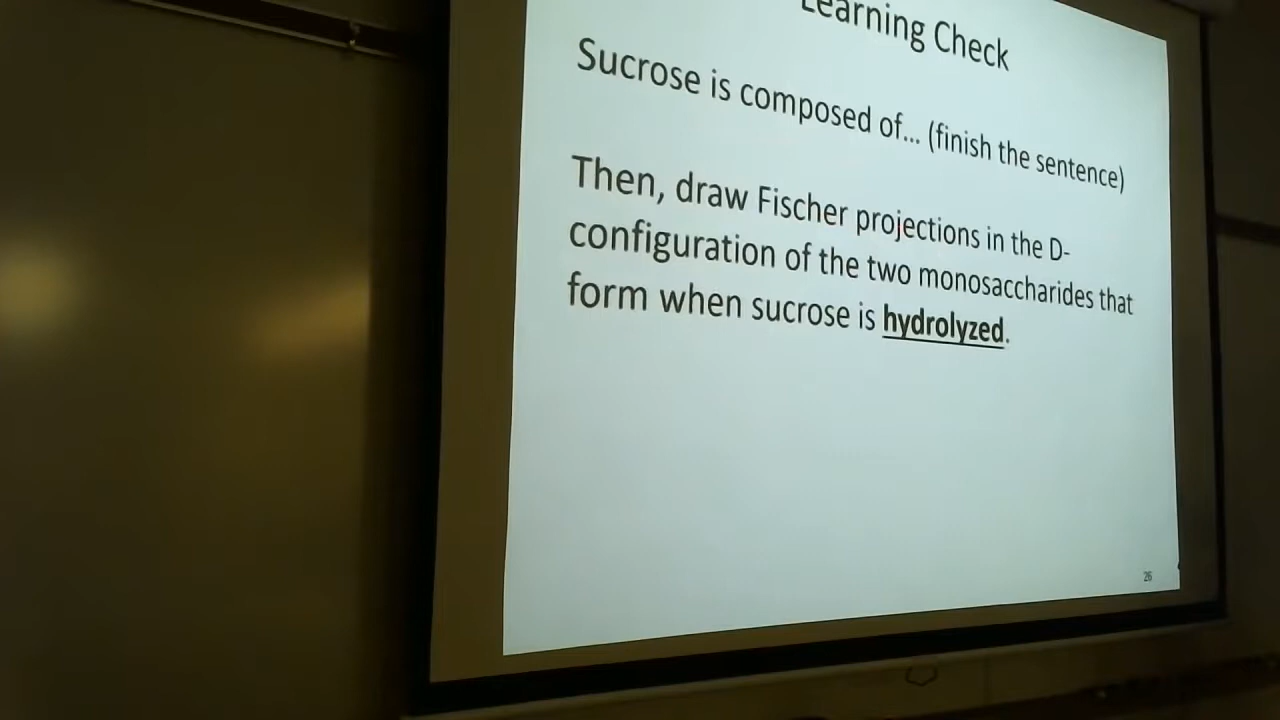 Learning Check
Sucrose is composed of... (finish the sentence)
Then, draw Fischer projections in the D-
configuration of the two monosaccharides that
form when sucrose is hydrolyzed.
26